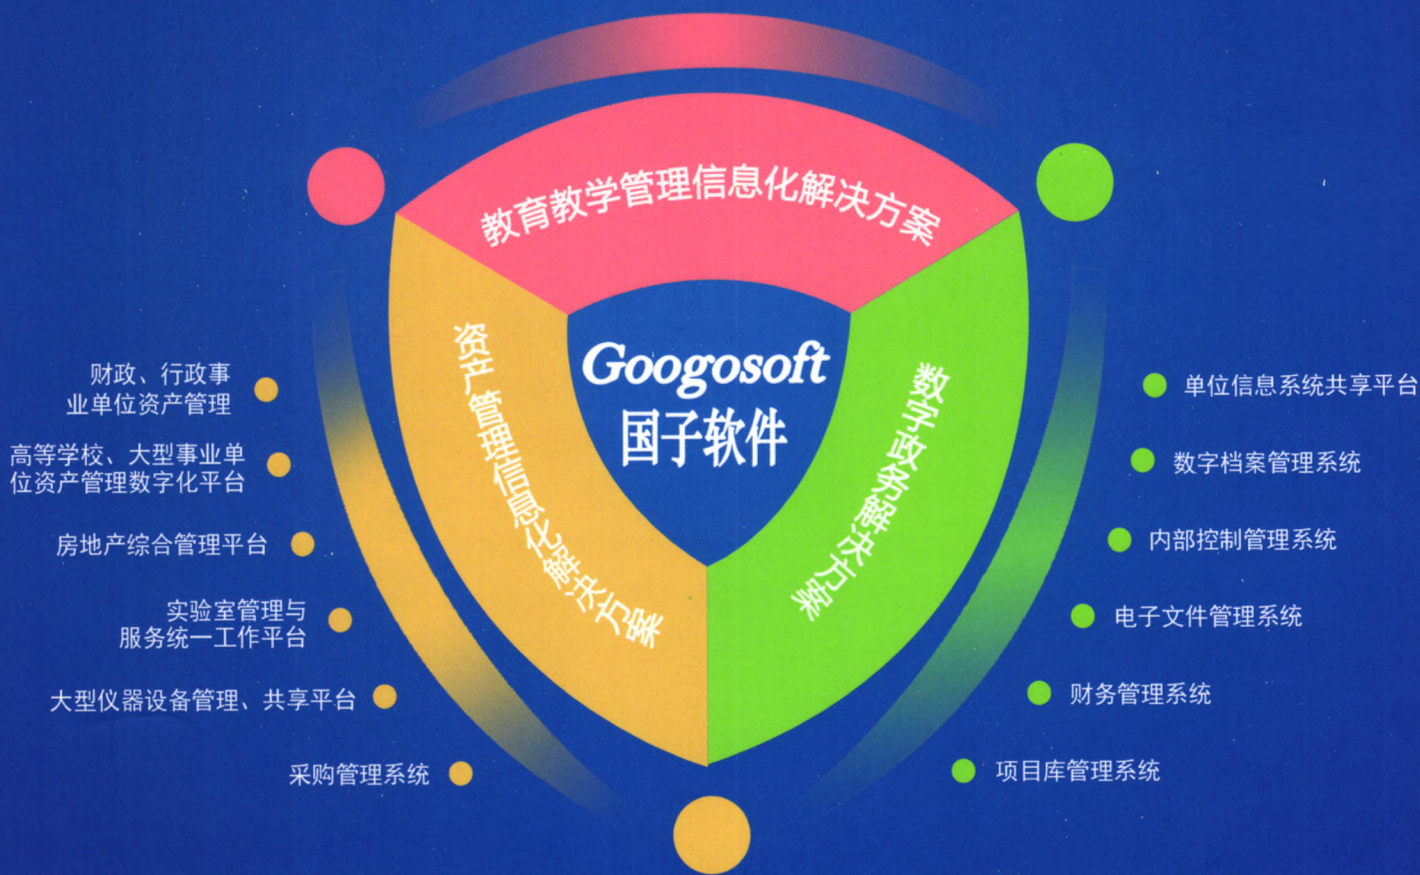 教育教学管理信息化解决方案
资产管理信息化解决方案
数字政务解决方案
Googosoft
国子软件
财政、行政事
业单位资产管理
高等学校、大型事业单
位资产管理数字化平台
房地产综合管理平台
实验室管理与
服务统一工作平台
大型仪器设备管理、共享平台
采购管理系统
单位信息系统共享平台
数字档案管理系统
内部控制管理系统
电子文件管理系统
财务管理系统
项目库管理系统